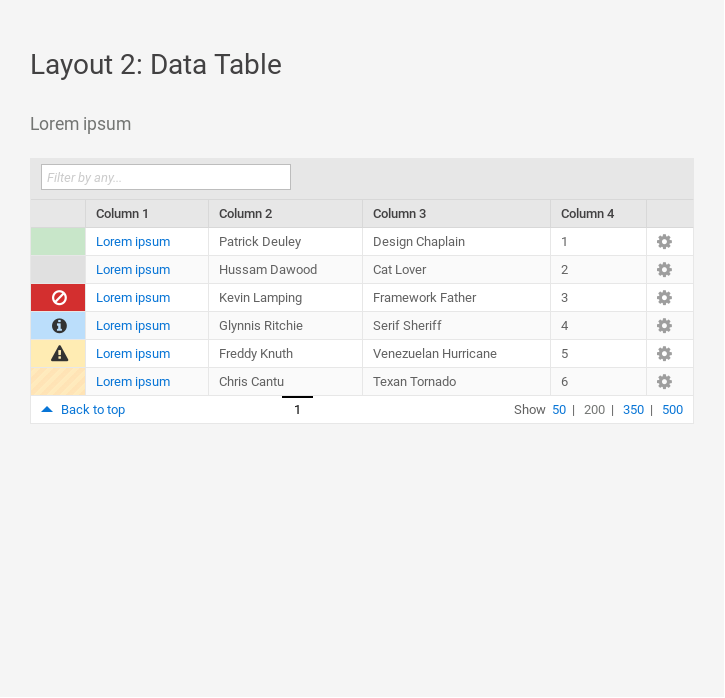 Layout 2: Data Table
Lorem ipsum
Filter by any...
Column 1 Column 2 Column 3 Column 4
Lorem ipsum Patrick Deuley Design Chaplain 1
Lorem ipsum Hussam Dawood Cat Lover 2
Lorem ipsum Kevin Lamping Framework Father 3
Lorem ipsum Glynnis Ritchie Serif Sheriff 4
Lorem ipsum Freddy Knuth Venezuelan Hurricane 5
Lorem ipsum Chris Cantu Texan Tornado 6
Back to top 1 Show 50 | 200 | 350 | 500